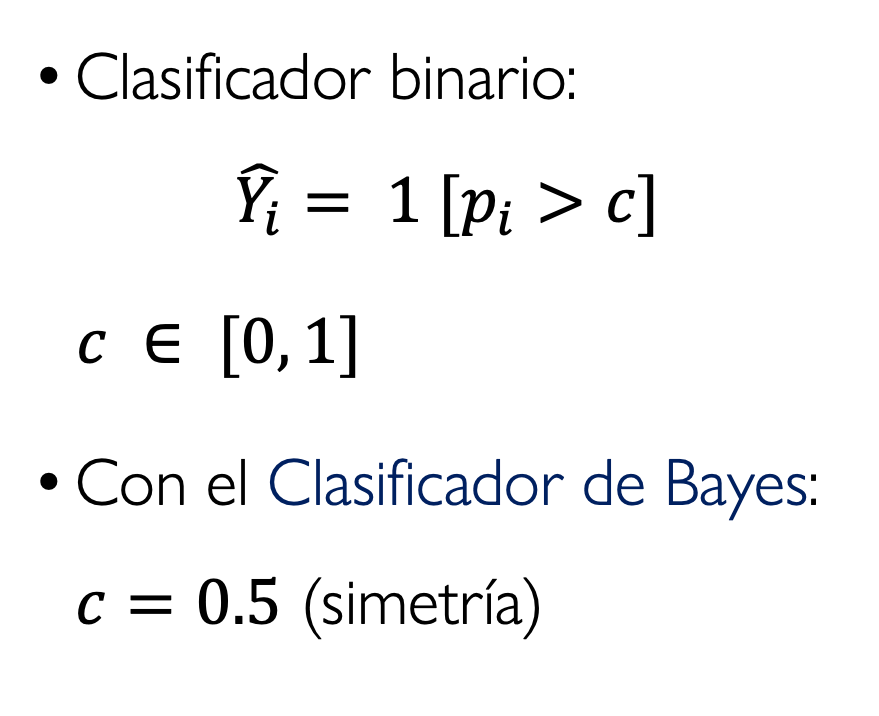 • Clasificador binario:
Ŷᵢ = 1 [pᵢ > c]
c ∈ [0, 1]
• Con el Clasificador de Bayes:
c = 0.5 (simetría)